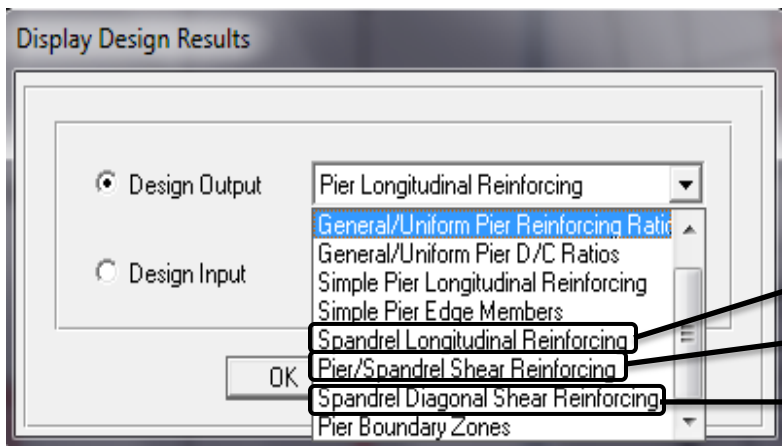 Display Design Results
Design Output
Pier Longitudinal Reinforcing
General/Uniform Pier Reinforcing Ratio
General/Uniform Pier D/C Ratios
Design Input
Simple Pier Longitudinal Reinforcing
Simple Pier Edge Members
Spandrel Longitudinal Reinforcing
OK
Pier/Spandrel Shear Reinforcing
Spandrel Diagonal Shear Reinforcing
Pier Boundary Zones